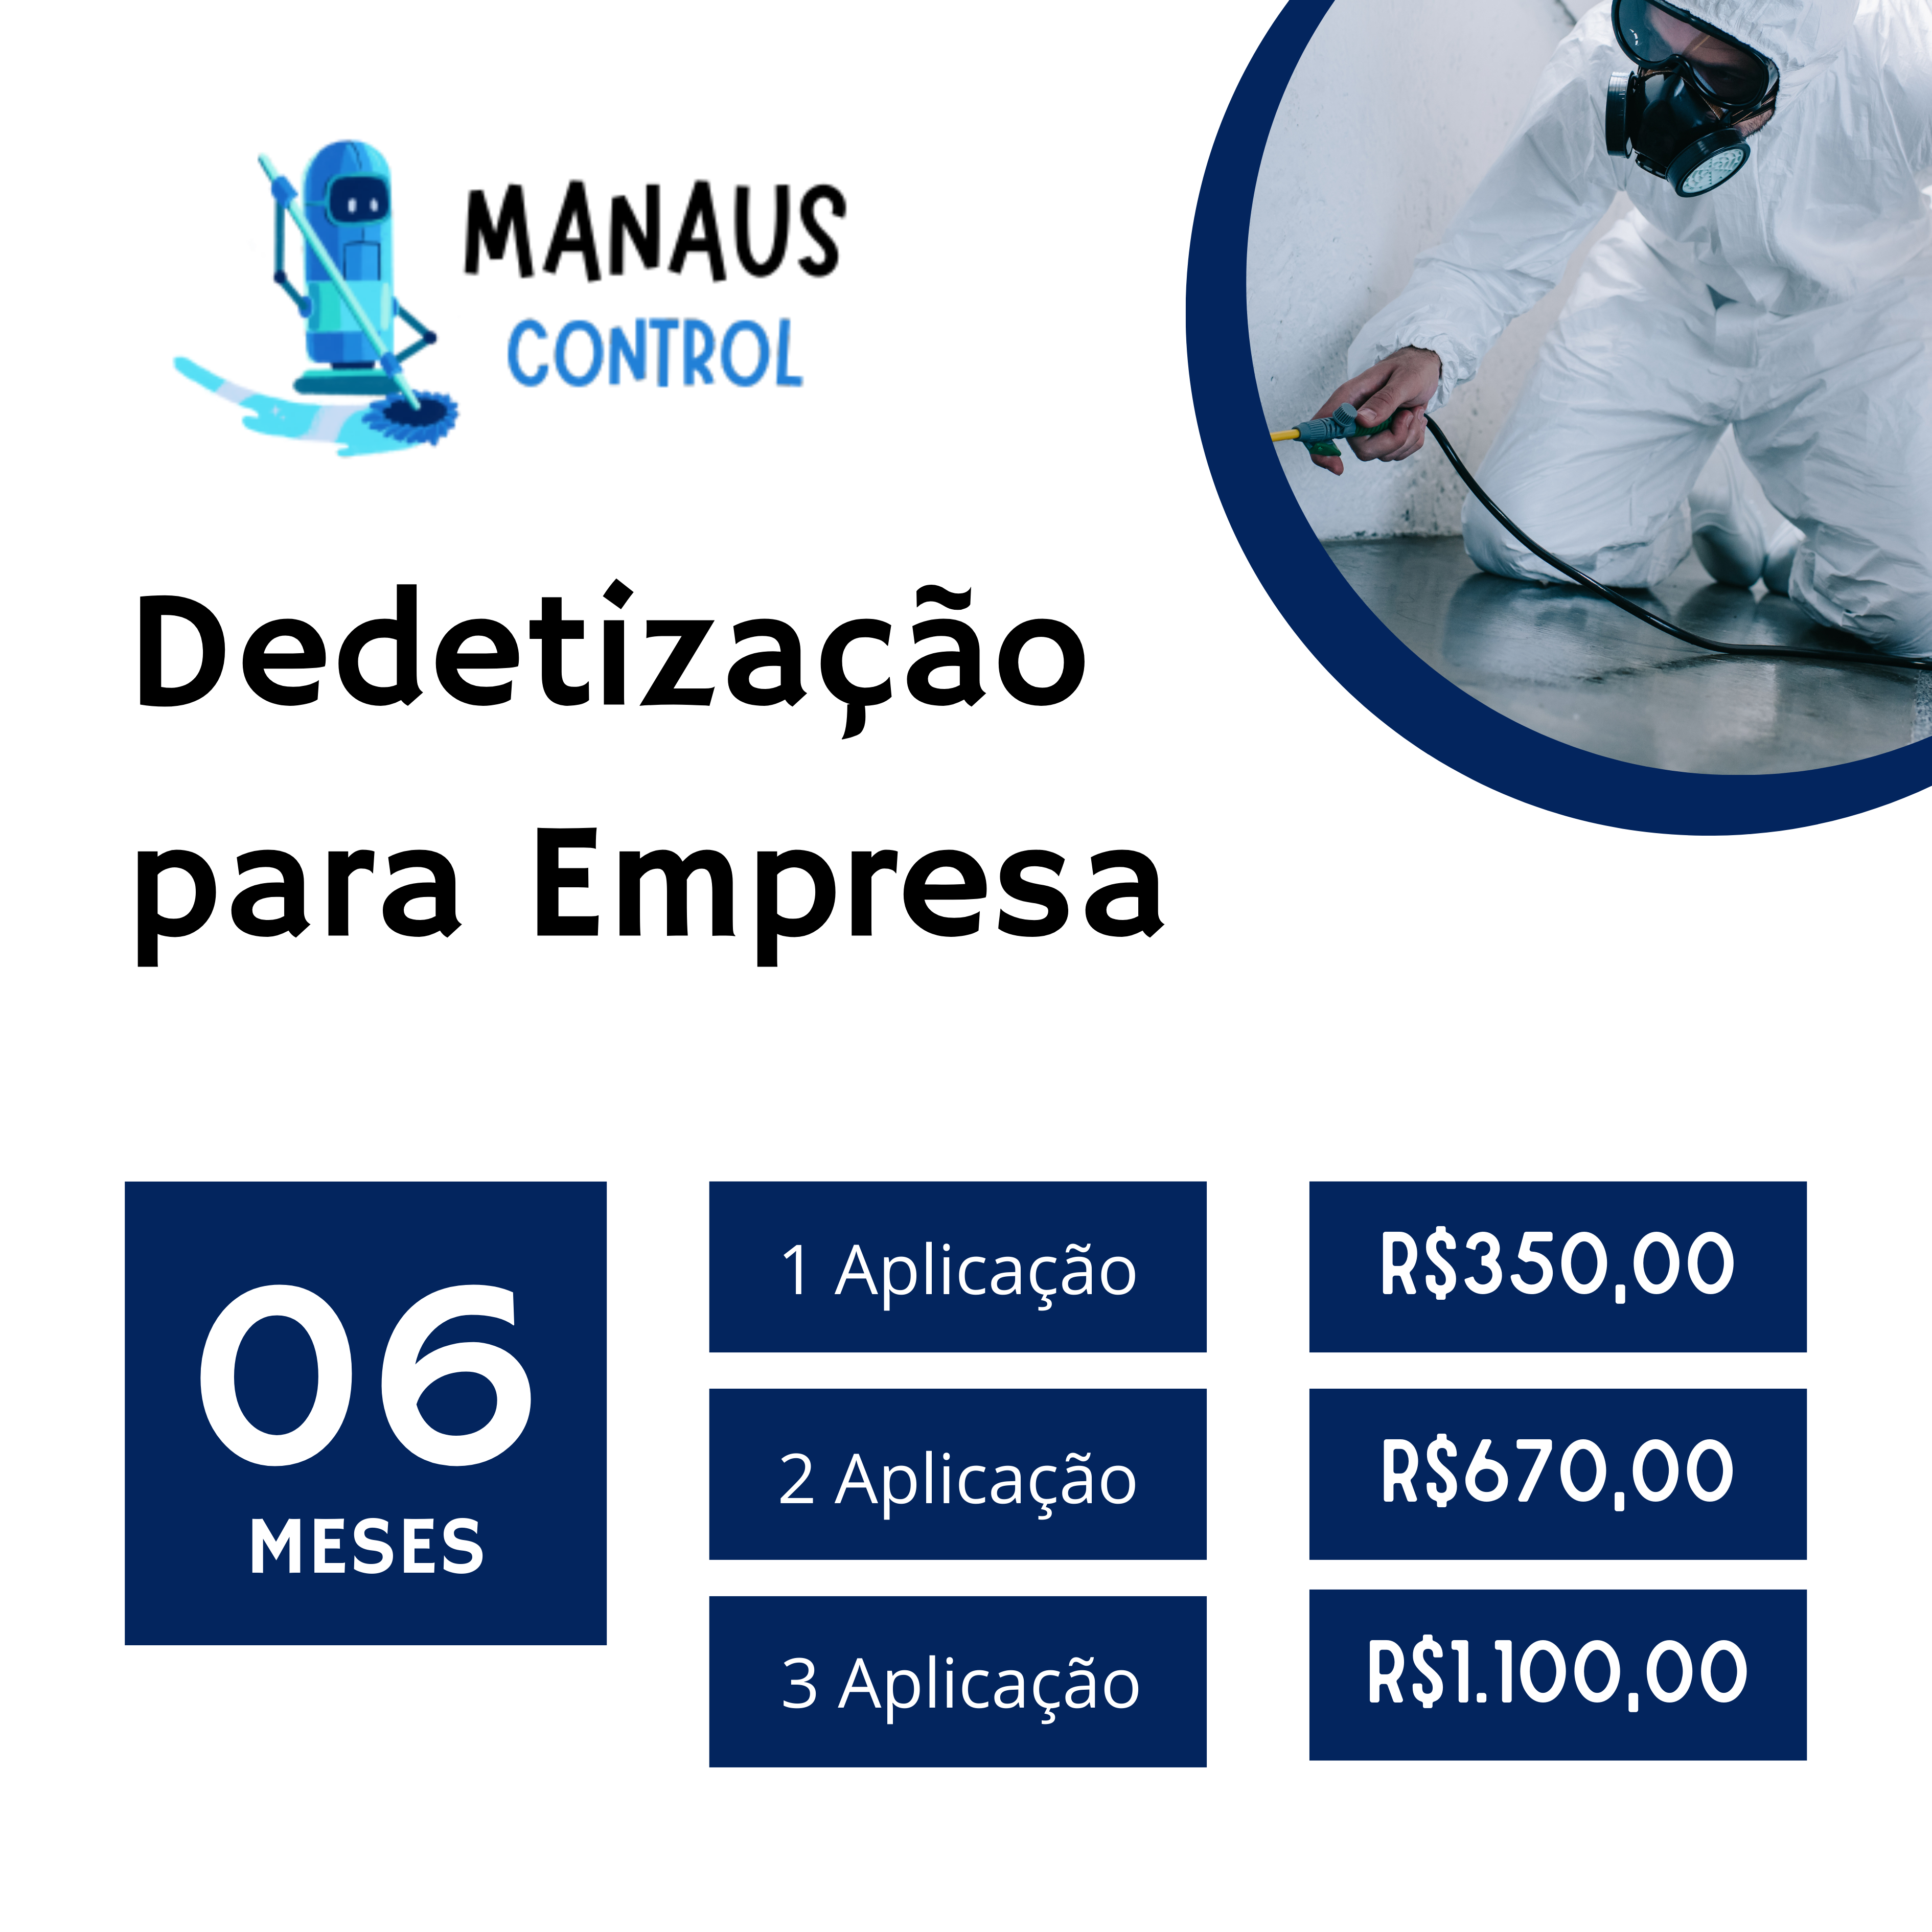 MANAUS
CONTROL
Dedetização
para Empresa
06
MESES
1 Aplicação
R$350,00
2 Aplicação
R$670,00
3 Aplicação
R$1.100,00